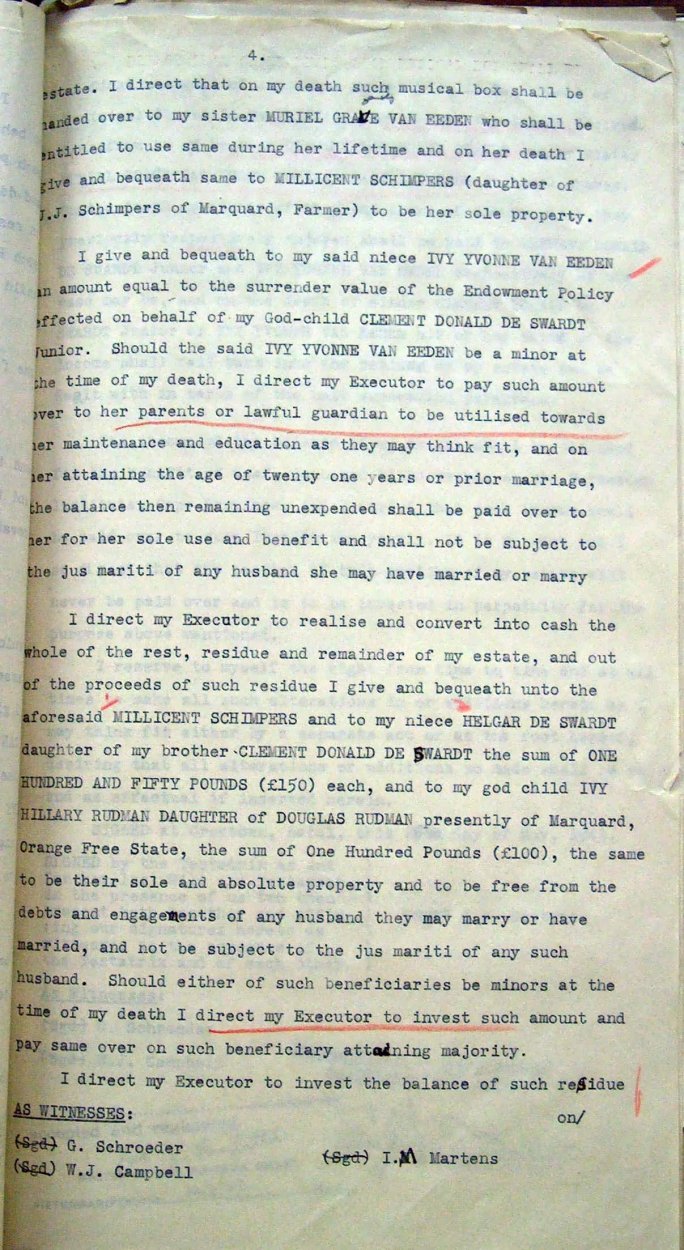 4.
estate. I direct that on my death such musical box shall be
handed over to my sister MURIEL GRACE VAN EEDEN who shall be
entitled to use same during her lifetime and on her death I
give and bequeath same to MILLICENT SCHIMPERS (daughter of
J.J. Schimpers of Marquard, Farmer) to be her sole property.
I give and bequeath to my said niece IVY YVONNE VAN EEDEN
an amount equal to the surrender value of the Endowment Policy
effected on behalf of my God-child CLEMENT DONALD DE SWARDT
Junior. Should the said IVY YVONNE VAN EEDEN be a minor at
the time of my death, I direct my Executor to pay such amount
over to her parents or lawful guardian to be utilised towards
her maintenance and education as they may think fit, and on
her attaining the age of twenty one years or prior marriage,
the balance then remaining unexpended shall be paid over to
her for her sole use and benefit and shall not be subject to
the jus mariti of any husband she may have married or marry
I direct my Executor to realise and convert into cash the
whole of the rest, residue and remainder of my estate, and out
of the proceeds of such residue I give and bequeath unto the
aforesaid MILLICENT SCHIMPERS and to my niece HELGAR DE SWARDT
daughter of my brother CLEMENT DONALD DE SWARDT the sum of ONE
HUNDRED AND FIFTY POUNDS (£150) each, and to my god child IVY
HILLARY RUDMAN DAUGHTER of DOUGLAS RUDMAN presently of Marquard,
Orange Free State, the sum of One Hundred Pounds (£100), the same
to be their sole and absolute property and to be free from the
debts and engagements of any husband they may marry or have
married, and not be subject to the jus mariti of any such
husband. Should either of such beneficiaries be minors at the
time of my death I direct my Executor to invest such amount and
pay same over on such beneficiary attaining majority.
I direct my Executor to invest the balance of such residue
on/
AS WITNESSES:
(Sgd) G. Schroeder
(Sgd) I.M Martens
(Sgd) W.J. Campbell